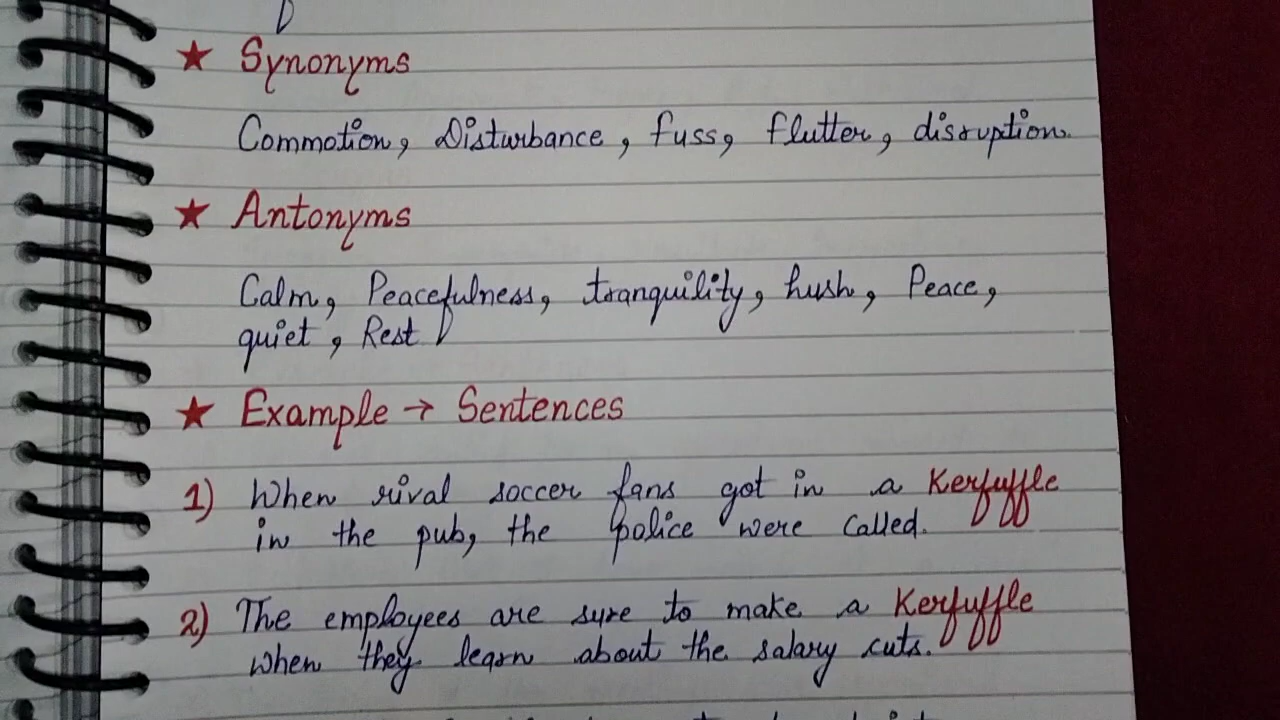 ★ Synonyms
Commotion, Disturbance, fuss, flutter, disruption.
★ Antonyms
Calm, Peacefulness, tranquility, hush, Peace,
quiet, Rest
★ Example → Sentences
1) When rival soccer fans got in a Kerfuffle
in the pub, the police were called.
2) The employees are sure to make a Kerfuffle
when they learn about the salary cuts.